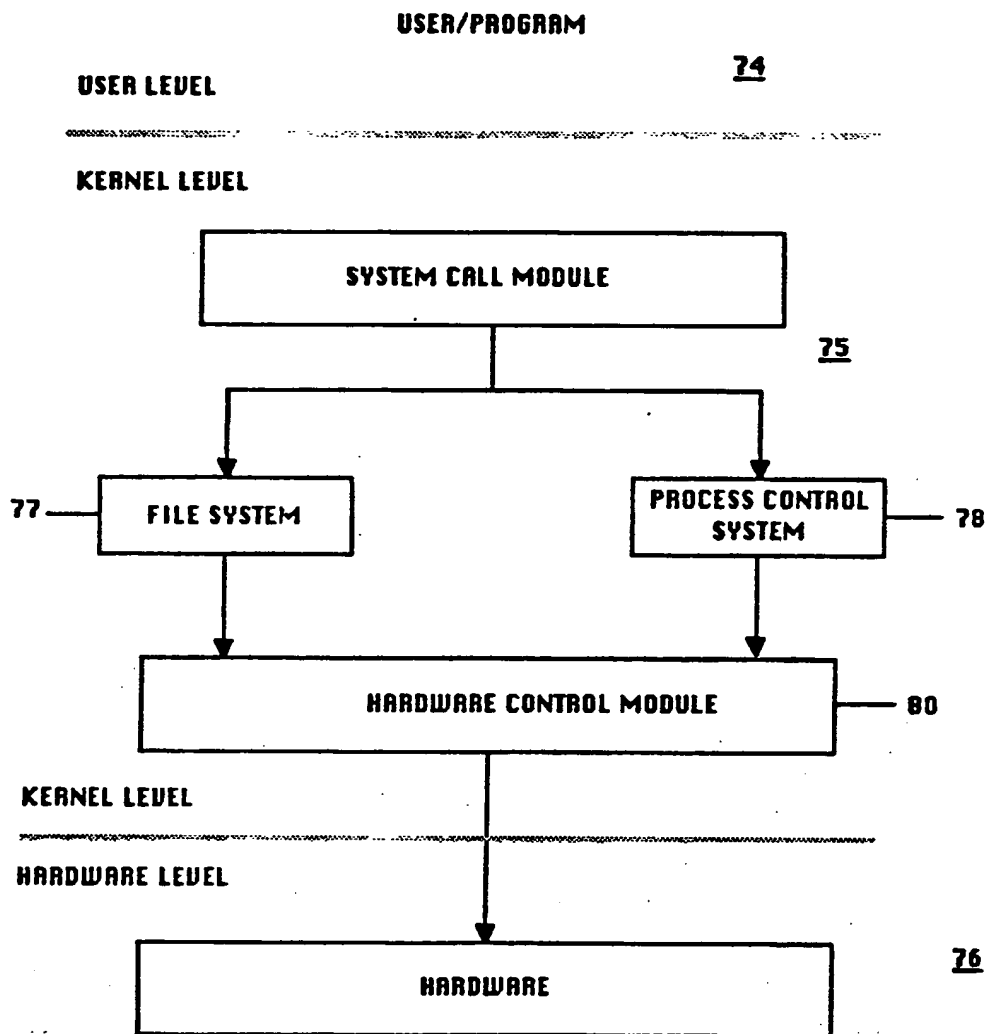 USER/PROGRAM
74
USER LEVEL
KERNEL LEVEL
SYSTEM CALL MODULE
75
77
FILE SYSTEM
PROCESS CONTROL
SYSTEM
78
HARDWARE CONTROL MODULE
80
KERNEL LEVEL
HARDWARE LEVEL
76
HARDWARE